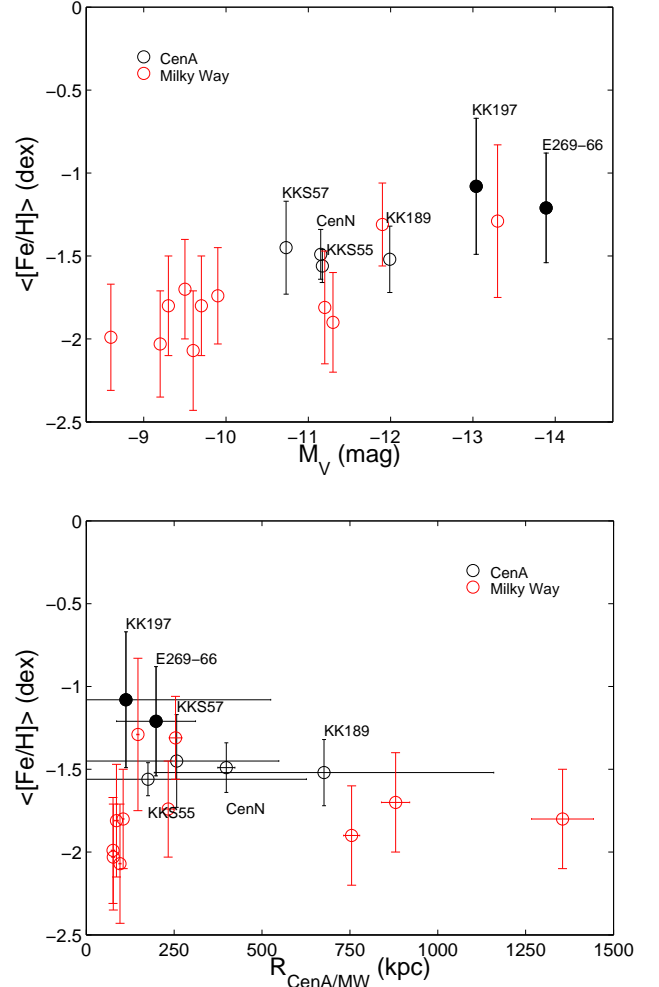 0
−0.5
−1
−1.5
−2
−2.5
<[Fe/H]> (dex)
CenA
Milky Way
KK197
E269−66
KKS57
CenN
KK189
KKS55
−9 −10 −11 −12 −13 −14
M_V (mag)
0
−0.5
−1
−1.5
−2
−2.5
<[Fe/H]> (dex)
CenA
Milky Way
KK197
E269−66
KKS57
KK189
KKS55
CenN
0 250 500 750 1000 1250 1500
R_CenA/MW (kpc)